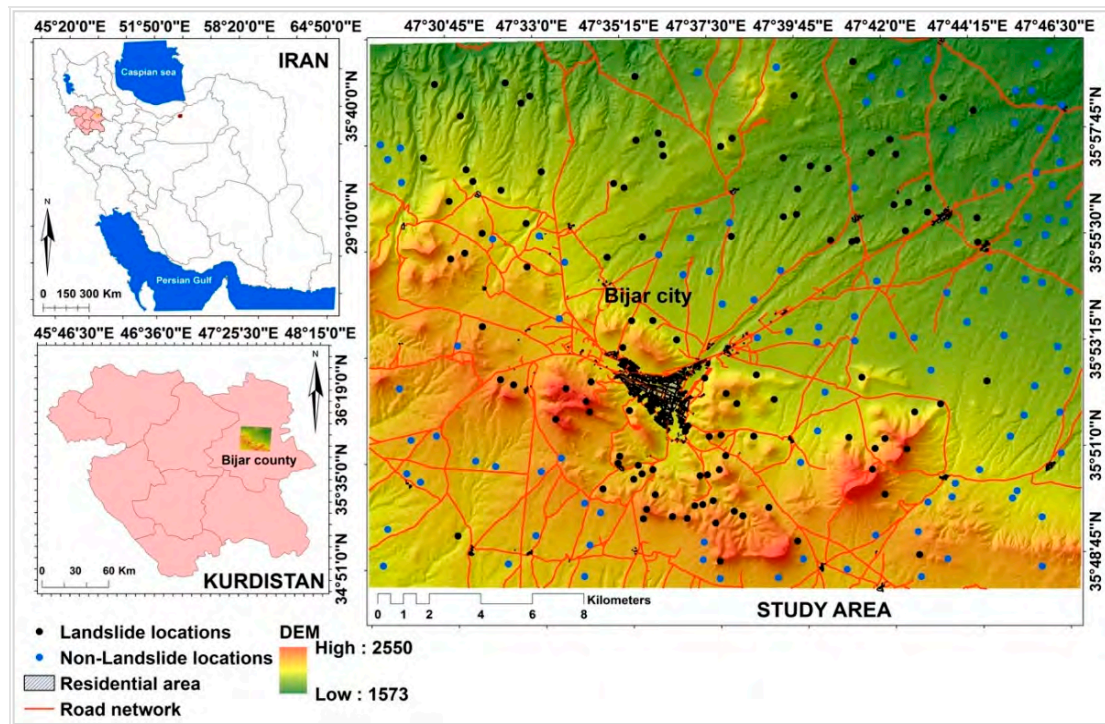 45°20'0"E 51°50'0"E 58°20'0"E 64°50'0"E
IRAN
Caspian sea
35°40'0"N
29°10'0"N
N
Persian Gulf
0 150 300 Km
45°46'30"E 46°36'0"E 47°25'30"E 48°15'0"E
N
36°19'0"N
35°35'0"N
34°51'0"N
Bijar county
0 30 60 Km
KURDISTAN
47°30'45"E 47°33'0"E 47°35'15"E 47°37'30"E 47°39'45"E 47°42'0"E 47°44'15"E 47°46'30"E
35°57'45"N
35°55'30"N
35°53'15"N
35°51'0"N
35°48'45"N
Bijar city
0 1 2 4 6 8 Kilometers
STUDY AREA
Landslide locations
Non-Landslide locations
Residential area
Road network
DEM
High : 2550
Low : 1573